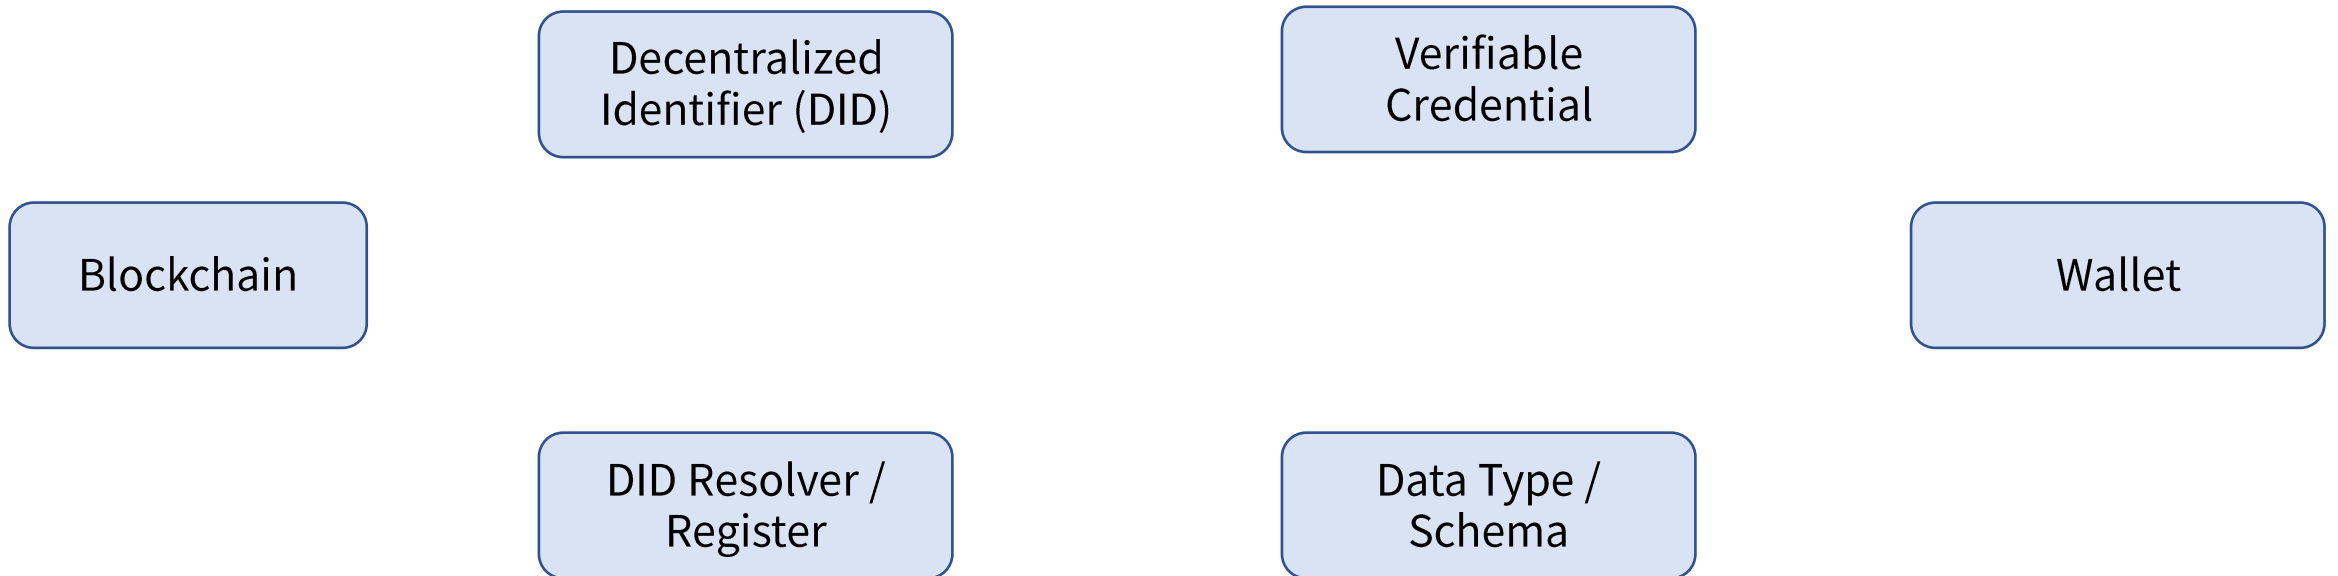 Decentralized
Identifier (DID)
Verifiable
Credential
Blockchain
Wallet
DID Resolver /
Register
Data Type /
Schema